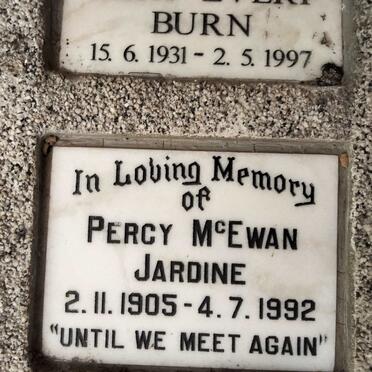 BURN
15. 6. 1931 - 2. 5. 1997
In Loving Memory
of
PERCY McEWAN
JARDINE
2. 11. 1905 - 4. 7. 1992
"UNTIL WE MEET AGAIN"